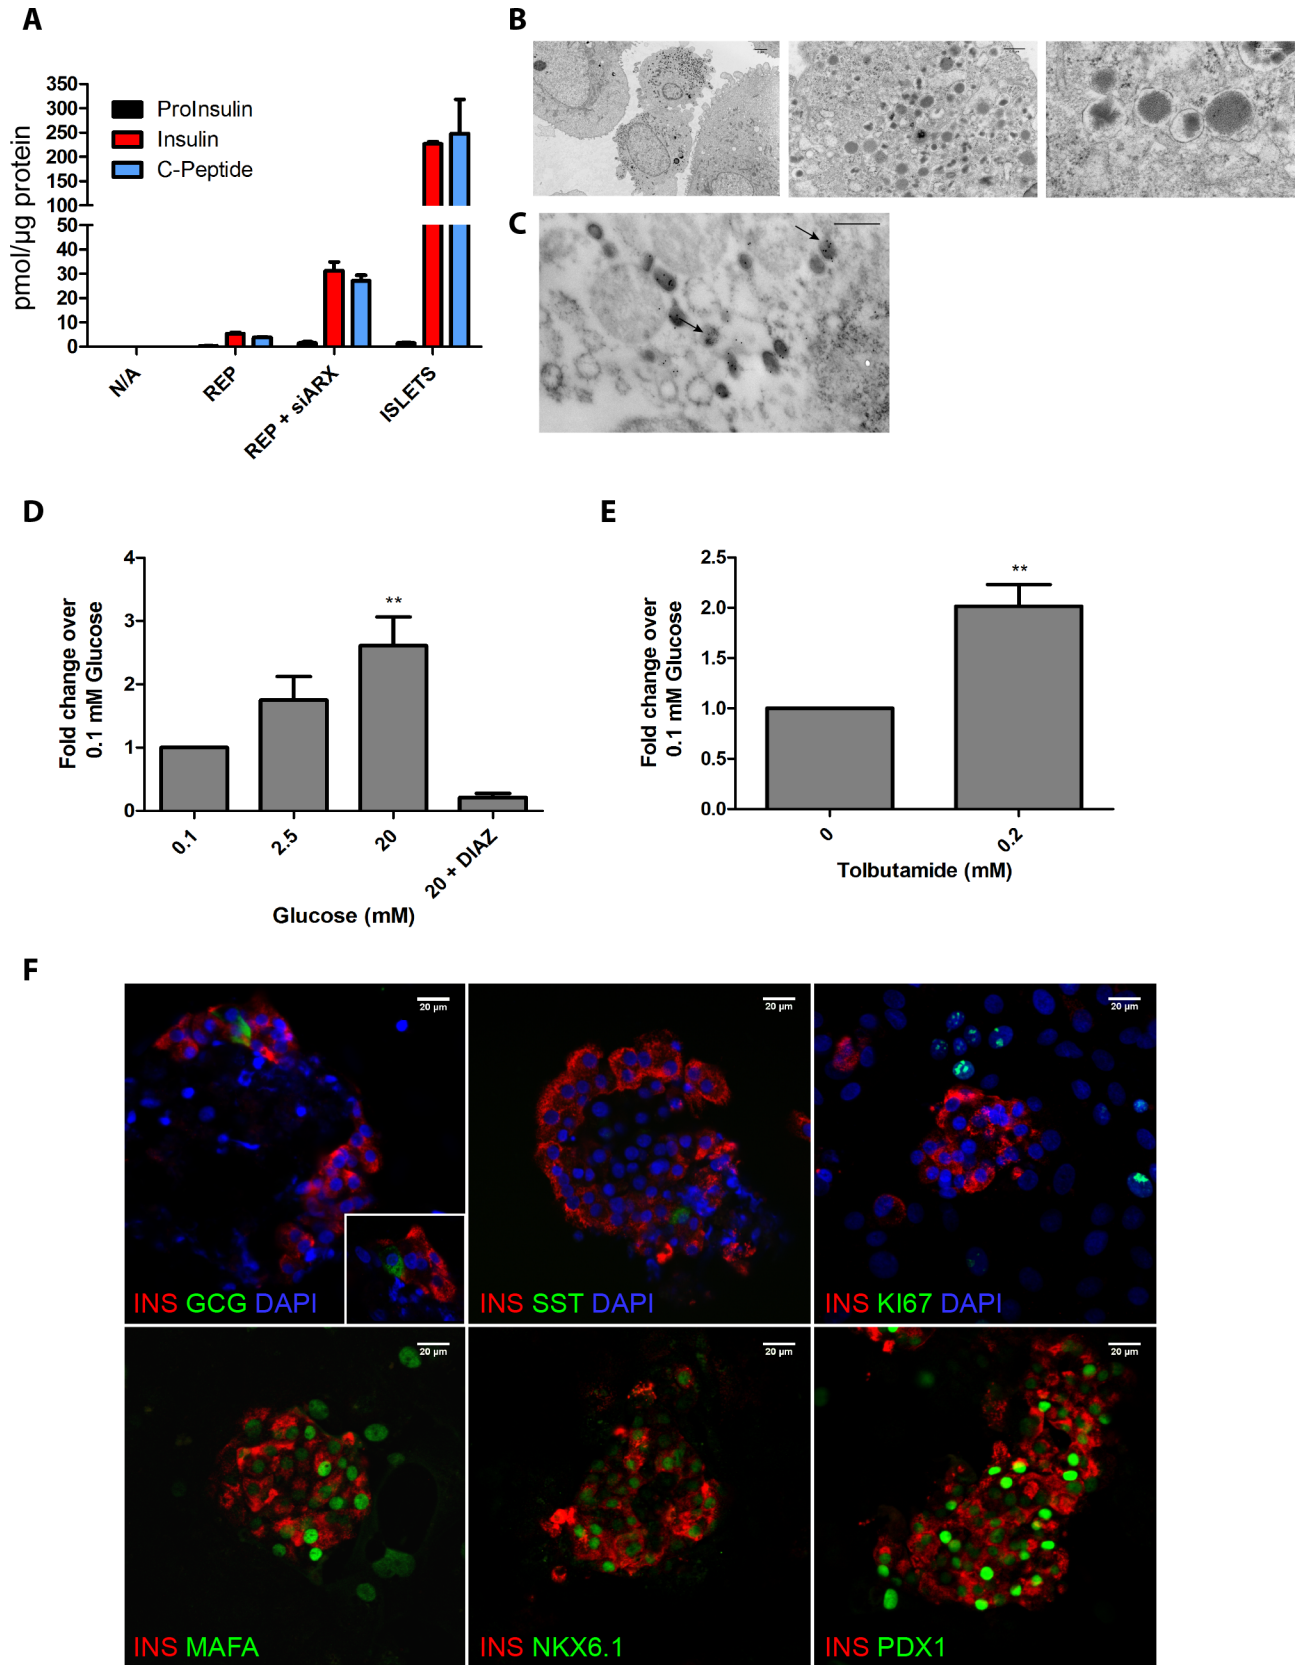 A
B
350
300
250
200
150
100
50
40
30
20
10
0
pmol/µg protein
ProInsulin
Insulin
C-Peptide
N/A
REP
REP + siARX
ISLETS
C
D
4
3
2
1
0
Fold change over
0.1 mM Glucose
**
0.1
2.5
20
20 + DIAZ
Glucose (mM)
E
2.5
2.0
1.5
1.0
0.5
0.0
Fold change over
0.1 mM Glucose
**
0
0.2
Tolbutamide (mM)
F
20 µm
INS GCG DAPI
20 µm
INS SST DAPI
20 µm
INS KI67 DAPI
20 µm
INS MAFA
20 µm
INS NKX6.1
20 µm
INS PDX1